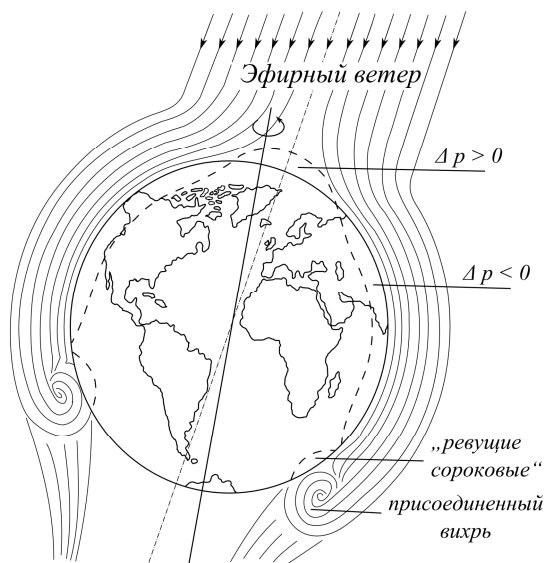 Эфирный ветер
Δ p > 0
Δ p < 0
„ревущие
сороковые“
присоединенный
вихрь